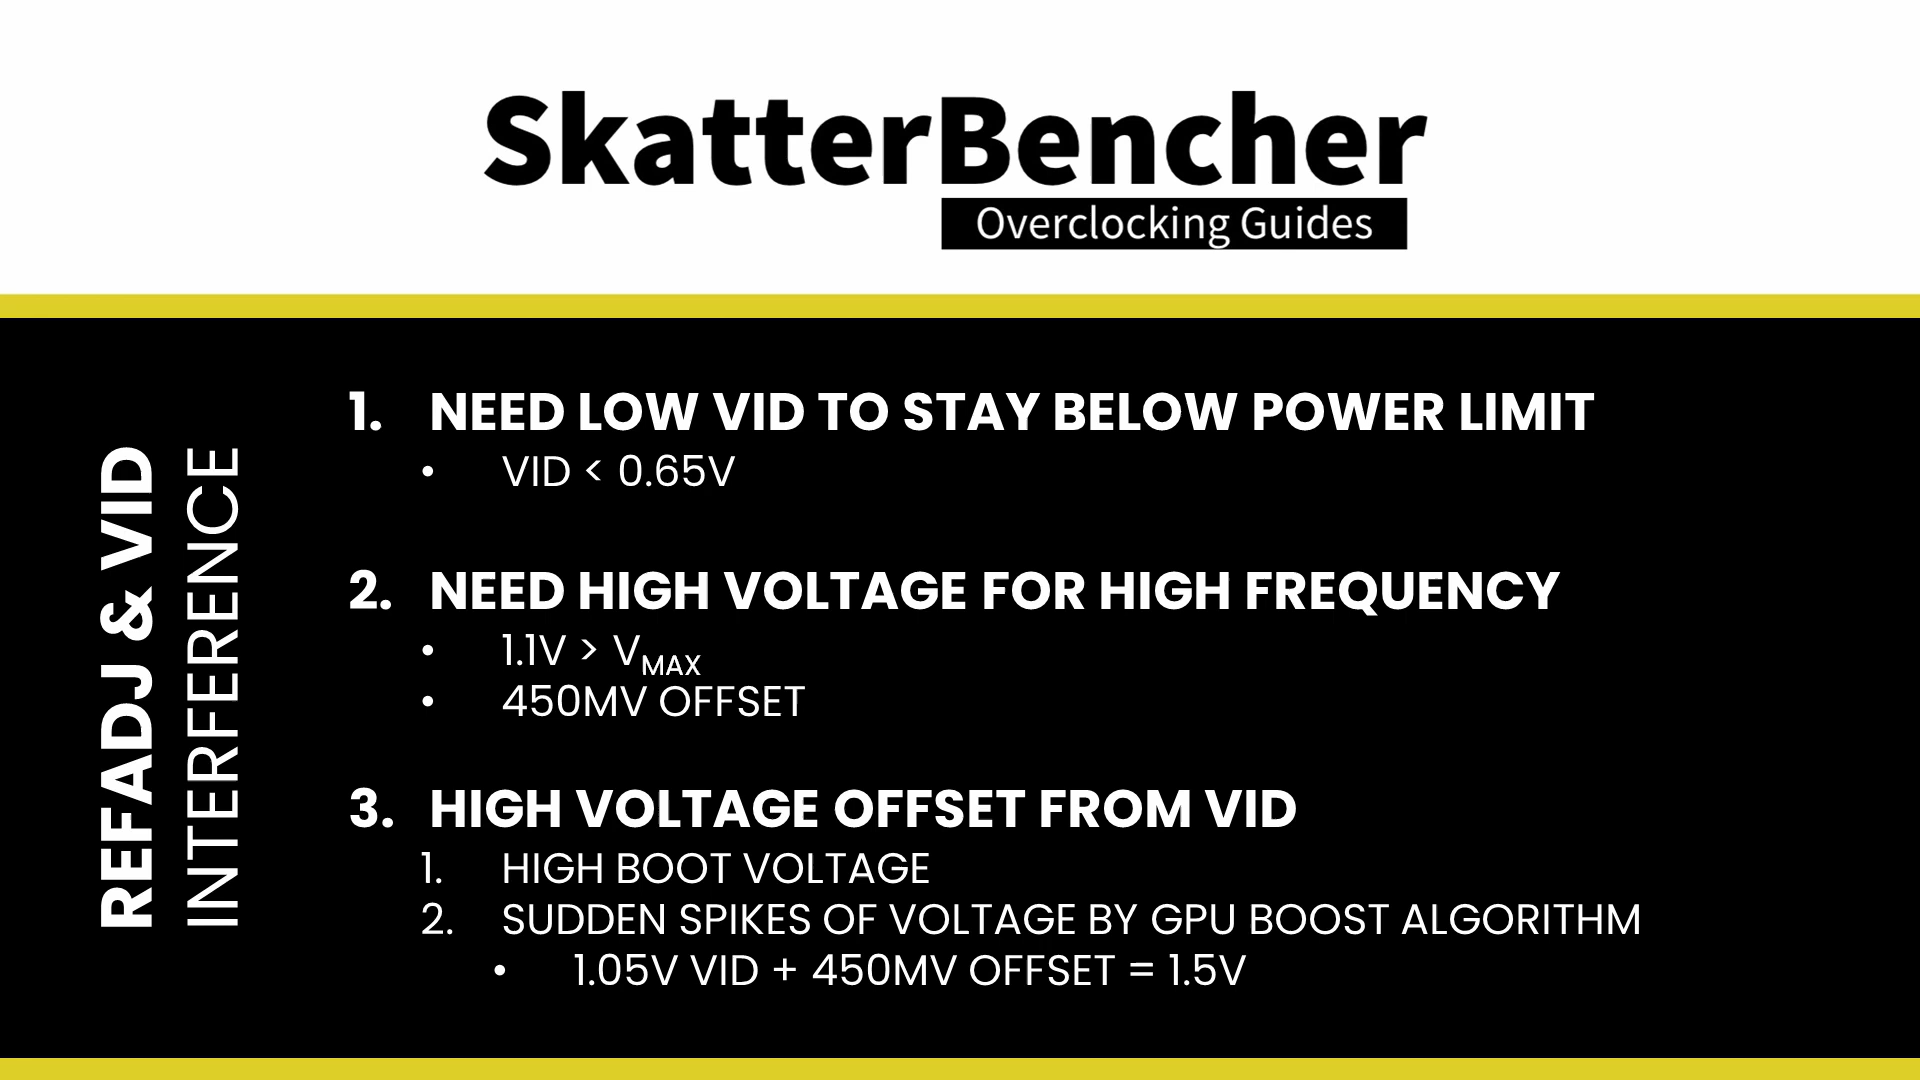 SkatterBencher
Overclocking Guides
REFADJ & VID
INTERFERENCE
1. NEED LOW VID TO STAY BELOW POWER LIMIT
• VID < 0.65V
2. NEED HIGH VOLTAGE FOR HIGH FREQUENCY
• 1.1V > VMAX
• 450MV OFFSET
3. HIGH VOLTAGE OFFSET FROM VID
1. HIGH BOOT VOLTAGE
2. SUDDEN SPIKES OF VOLTAGE BY GPU BOOST ALGORITHM
• 1.05V VID + 450MV OFFSET = 1.5V